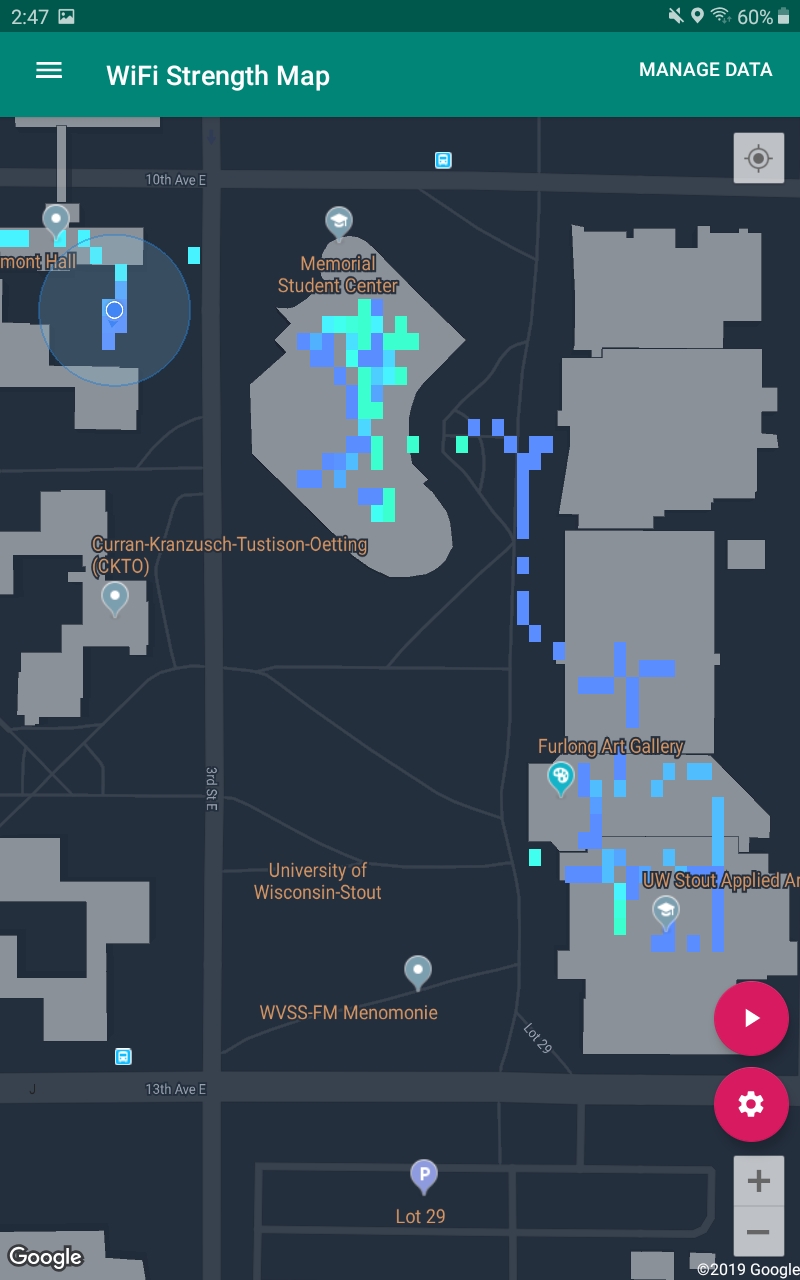 2:47
60%
WiFi Strength Map
MANAGE DATA
10th Ave E
mont Hall
Memorial
Student Center
Curran-Kranzusch-Tustison-Oetting
(CKTO)
3rd St E
Furlong Art Gallery
University of
Wisconsin-Stout
UW Stout Applied Ar
WVSS-FM Menomonie
Lot 29
13th Ave E
P
Lot 29
Google
©2019 Google